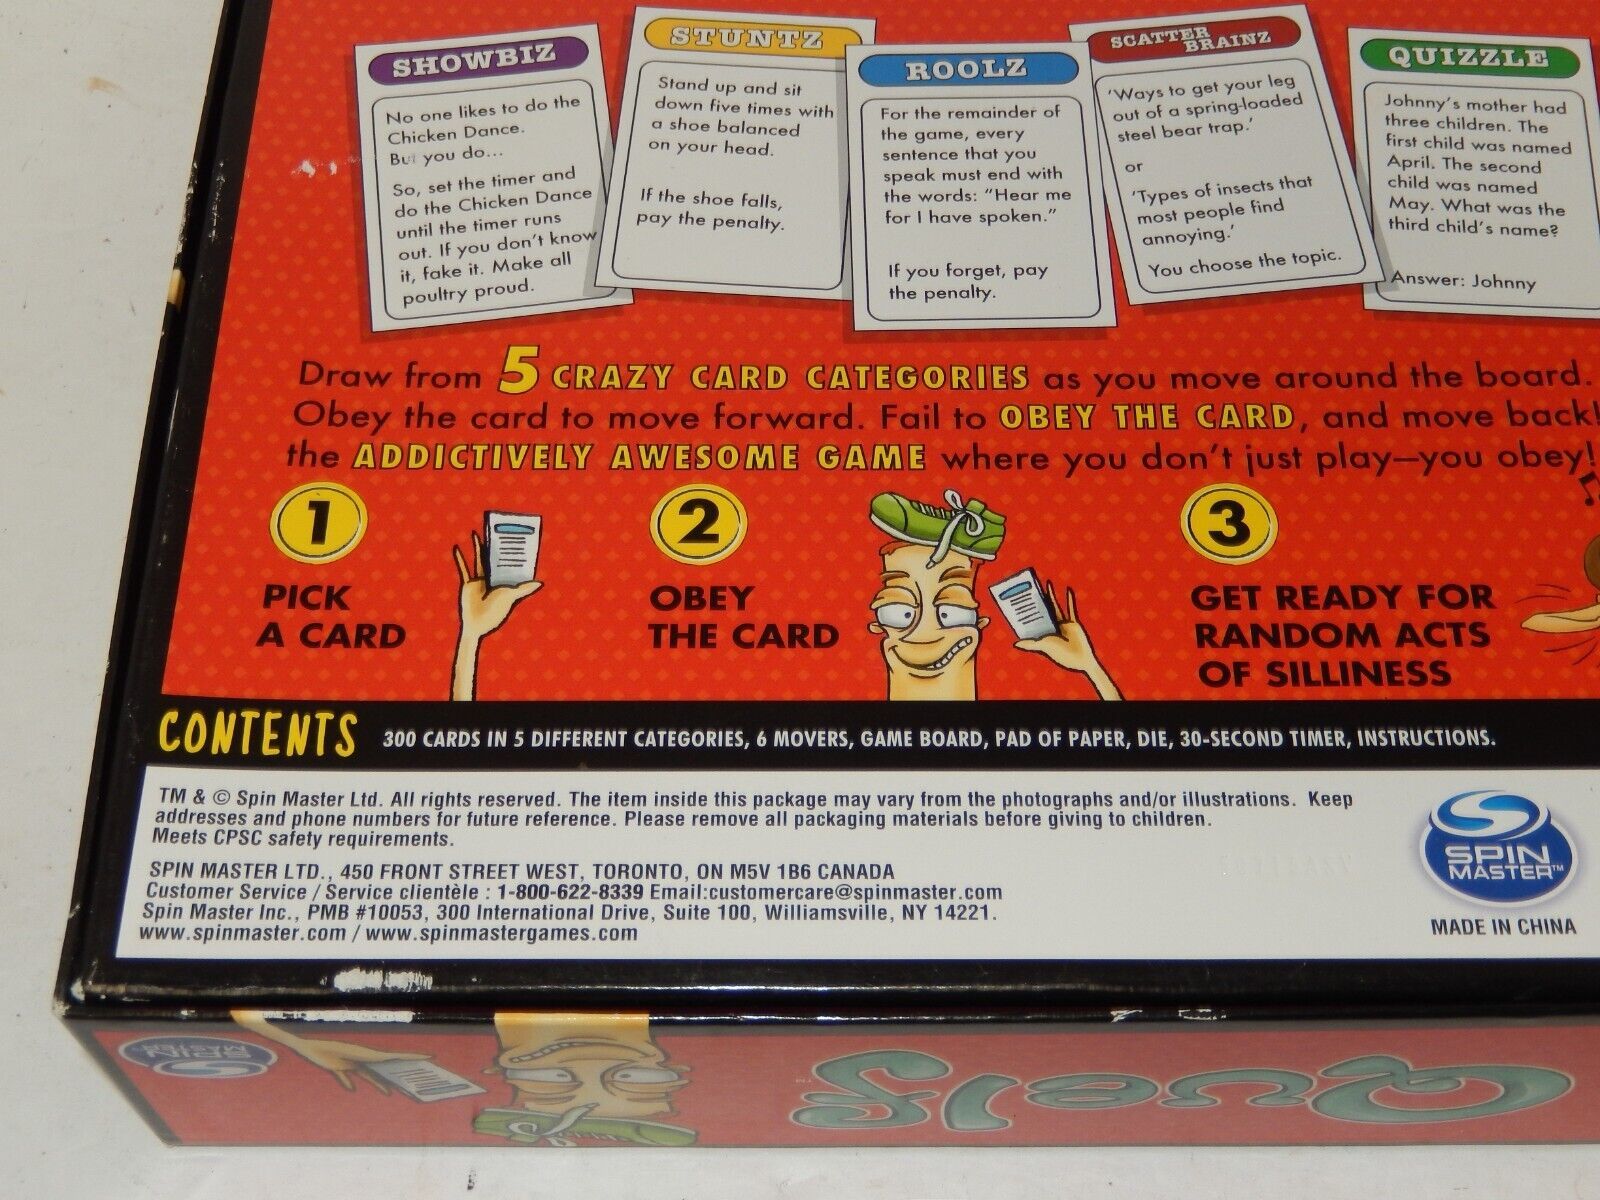 SHOWBIZ
No one likes to do the
Chicken Dance.
But you do...
So, set the timer and
do the Chicken Dance
until the timer runs
out. If you don't know
it, fake it. Make all
poultry proud.
STUNTZ
Stand up and sit
down five times with
a shoe balanced
on your head.
If the shoe falls,
pay the penalty.
ROOLZ
For the remainder of
the game, every
sentence that you
speak must end with
the words: "Hear me
for I have spoken."
If you forget, pay
the penalty.
SCATTER
BRAINZ
'Ways to get your leg
out of a spring-loaded
steel bear trap.'
or
'Types of insects that
most people find
annoying.'
You choose the topic.
QUIZZLE
Johnny's mother had
three children. The
first child was named
April. The second
child was named
May. What was the
third child's name?
Answer: Johnny
Draw from 5 CRAZY CARD CATEGORIES as you move around the board.
Obey the card to move forward. Fail to OBEY THE CARD, and move back!
the ADDICTIVELY AWESOME GAME where you don't just play—you obey!
1
PICK
A CARD
2
OBEY
THE CARD
3
GET READY FOR
RANDOM ACTS
OF SILLINESS
CONTENTS 300 CARDS IN 5 DIFFERENT CATEGORIES, 6 MOVERS, GAME BOARD, PAD OF PAPER, DIE, 30-SECOND TIMER, INSTRUCTIONS.
TM & © Spin Master Ltd. All rights reserved. The item inside this package may vary from the photographs and/or illustrations. Keep
addresses and phone numbers for future reference. Please remove all packaging materials before giving to children.
Meets CPSC safety requirements.
SPIN MASTER LTD., 450 FRONT STREET WEST, TORONTO, ON M5V 1B6 CANADA
Customer Service / Service clientèle : 1-800-622-8339 Email:customercare@spinmaster.com
Spin Master Inc., PMB #10053, 300 International Drive, Suite 100, Williamsville, NY 14221.
www.spinmaster.com / www.spinmastergames.com
SPIN
MASTER™
MADE IN CHINA
SPIN
MASTER
Quelf™